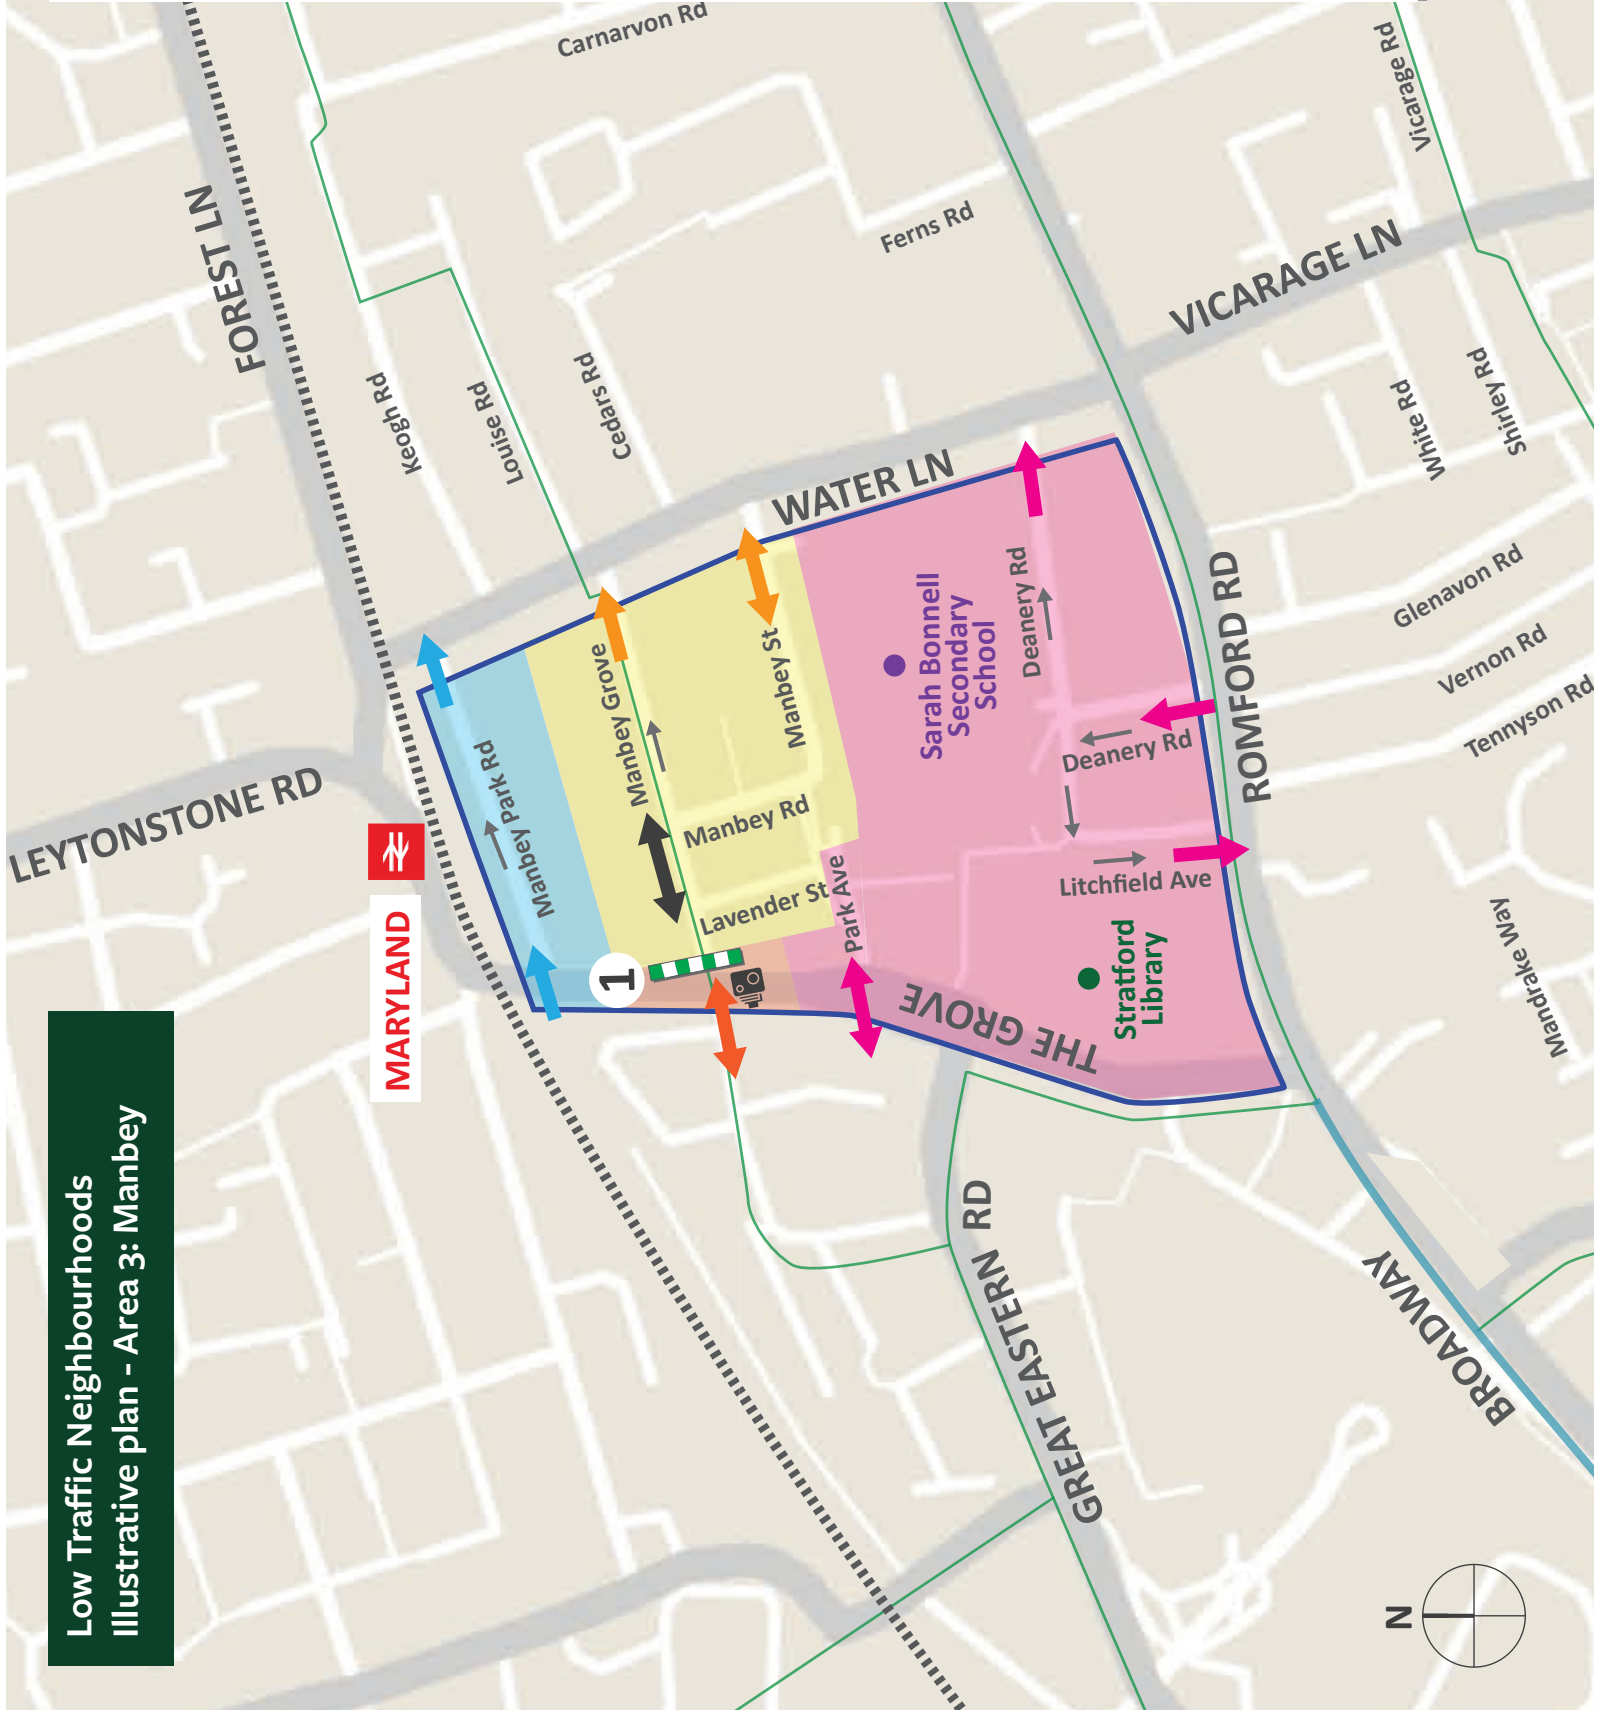 Low Traffic Neighbourhoods
Illustrative plan - Area 3: Manbey
MARYLAND
LEYTONSTONE RD
FOREST LN
Carnarvon Rd
Keogh Rd
Louise Rd
Cedars Rd
Ferns Rd
Vicarage Rd
VICARAGE LN
WATER LN
White Rd
Shirley Rd
Glenavon Rd
Vernon Rd
Tennyson Rd
Mandrake Way
ROMFORD RD
Manbey Park Rd
Manbey Grove
Manbey St
Manbey Rd
Lavender St
Park Ave
1
Sarah Bonnell
Secondary
School
Deanery Rd
Deanery Rd
Litchfield Ave
Stratford
Library
THE GROVE
GREAT EASTERN RD
BROADWAY
N